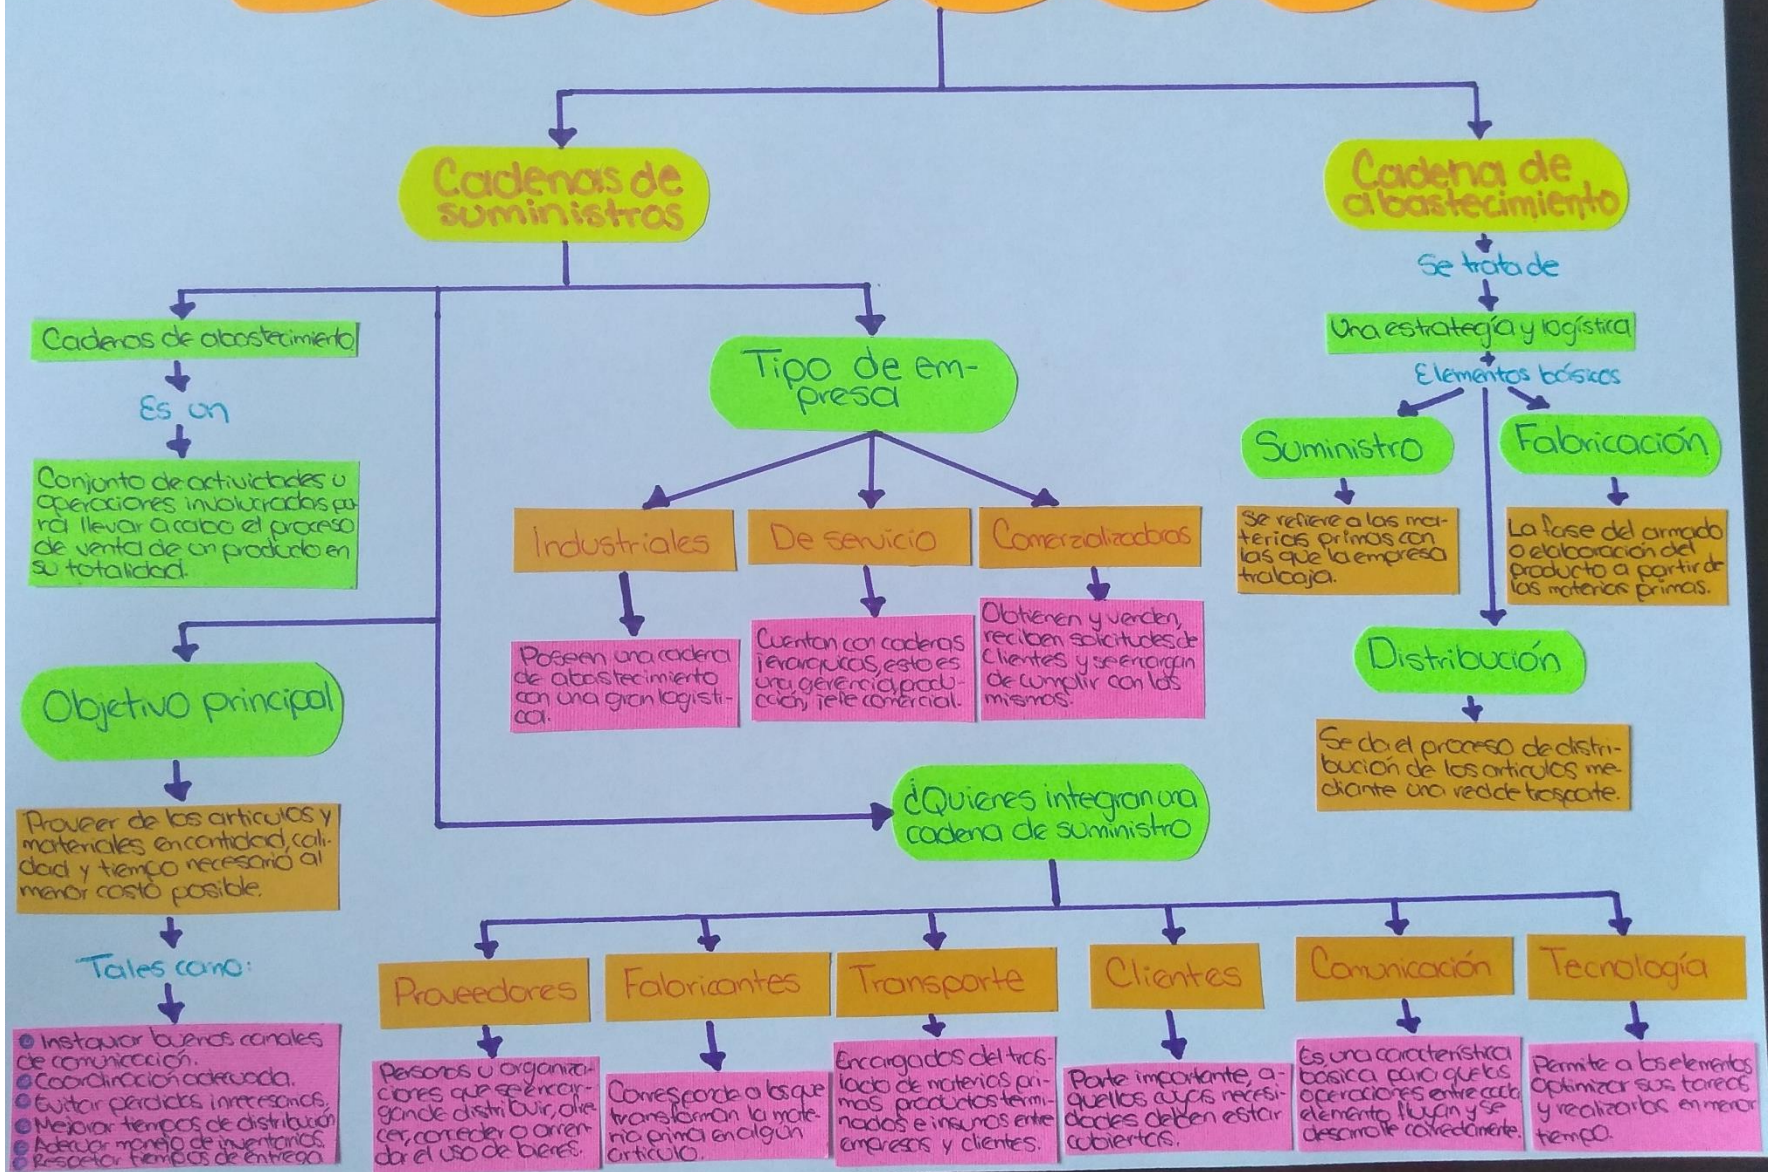 Cadenas de
suministros
Cadena de
abastecimiento
Se trata de
Una estrategía y logística
Elementos básicos
Suministro
Se refiere a las ma-
terias primas con
las que la empresa
trabaja.
Fabricación
La fase del armado
o elaboración del
producto a partir de
las materias primas.
Distribución
Se da el proceso de distri-
bución de los artículos me-
diante una red de trasporte.
Cadenas de abastecimiento
Es un
Conjunto de actividades u
operaciones involucradas pa-
ra llevar a cabo el proceso
de venta de un producto en
su totalidad.
Tipo de em-
presa
Industriales
Poseen una cadena
de abastecimiento
con una gran logísti-
ca.
De servicio
Cuentan con cadenas
jerarquicas, esto es
una gerencia, produ-
cción, jefe comercial.
Comerzializadoras
Obtienen y venden,
reciben solicitudes de
clientes y se encargan
de cumplir con los
mismos.
Objetivo principal
Proveer de los artículos y
materiales en cantidad, cali-
dad y tiempo necesario al
menor costo posible.
Tales como:
Instaurar buenos canales
de comunicación.
Coordinación adecuada.
Evitar pérdidas innecesarias.
Mejorar tiempos de distribución
Adecuar manejo de inventarios
Respetar tiempos de entrega
¿Quienes integran una
cadena de suministro
Proveedores
Personas u organiza-
ciones que se encar-
gan de distribuir, ofre-
cer, conceder o arren-
dar el uso de bienes.
Fabricantes
Corresponde a los que
transforman la mate-
ria prima en algún
artículo.
Transporte
Encargados del tras-
lado de materias pri-
mas productos termi-
nados e insumos entre
empresas y clientes.
Clientes
Parte importante, a-
quellos cuyas necesi-
dades deben estar
cubiertas.
Comunicación
Es una característica
básica para que las
operaciones entre cada
elemento fluyan y se
desarrolle correctamente.
Tecnología
Permite a los elementos
optimizar sus tareas
y realizarlas en menor
tiempo.